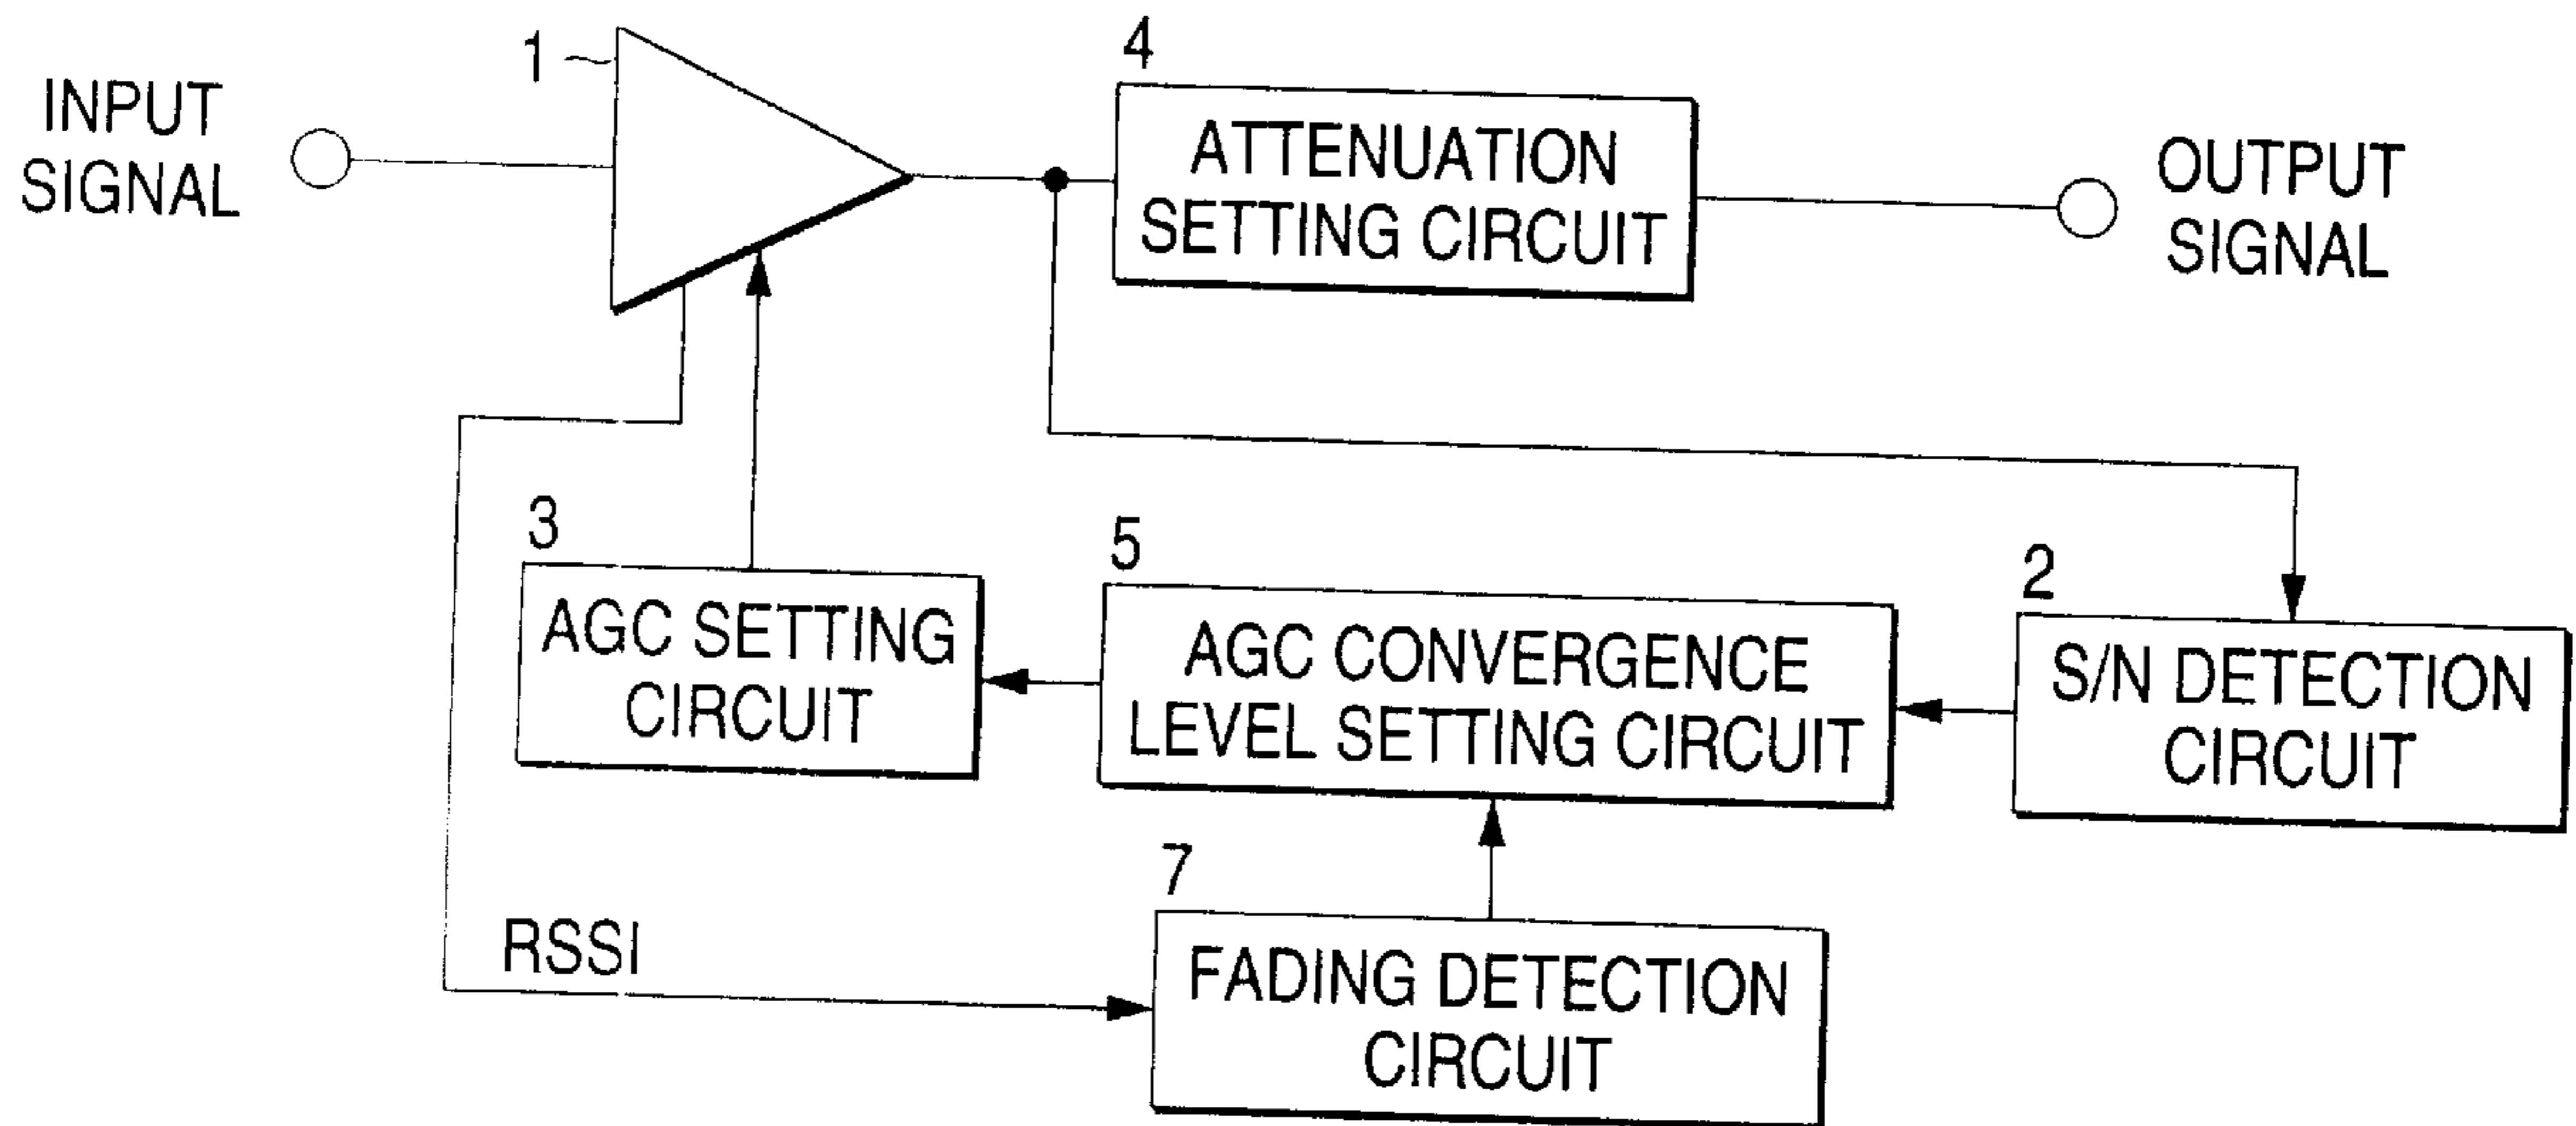 INPUT
SIGNAL
1
4
ATTENUATION
SETTING CIRCUIT
OUTPUT
SIGNAL
3
AGC SETTING
CIRCUIT
5
AGC CONVERGENCE
LEVEL SETTING CIRCUIT
2
S/N DETECTION
CIRCUIT
RSSI
7
FADING DETECTION
CIRCUIT